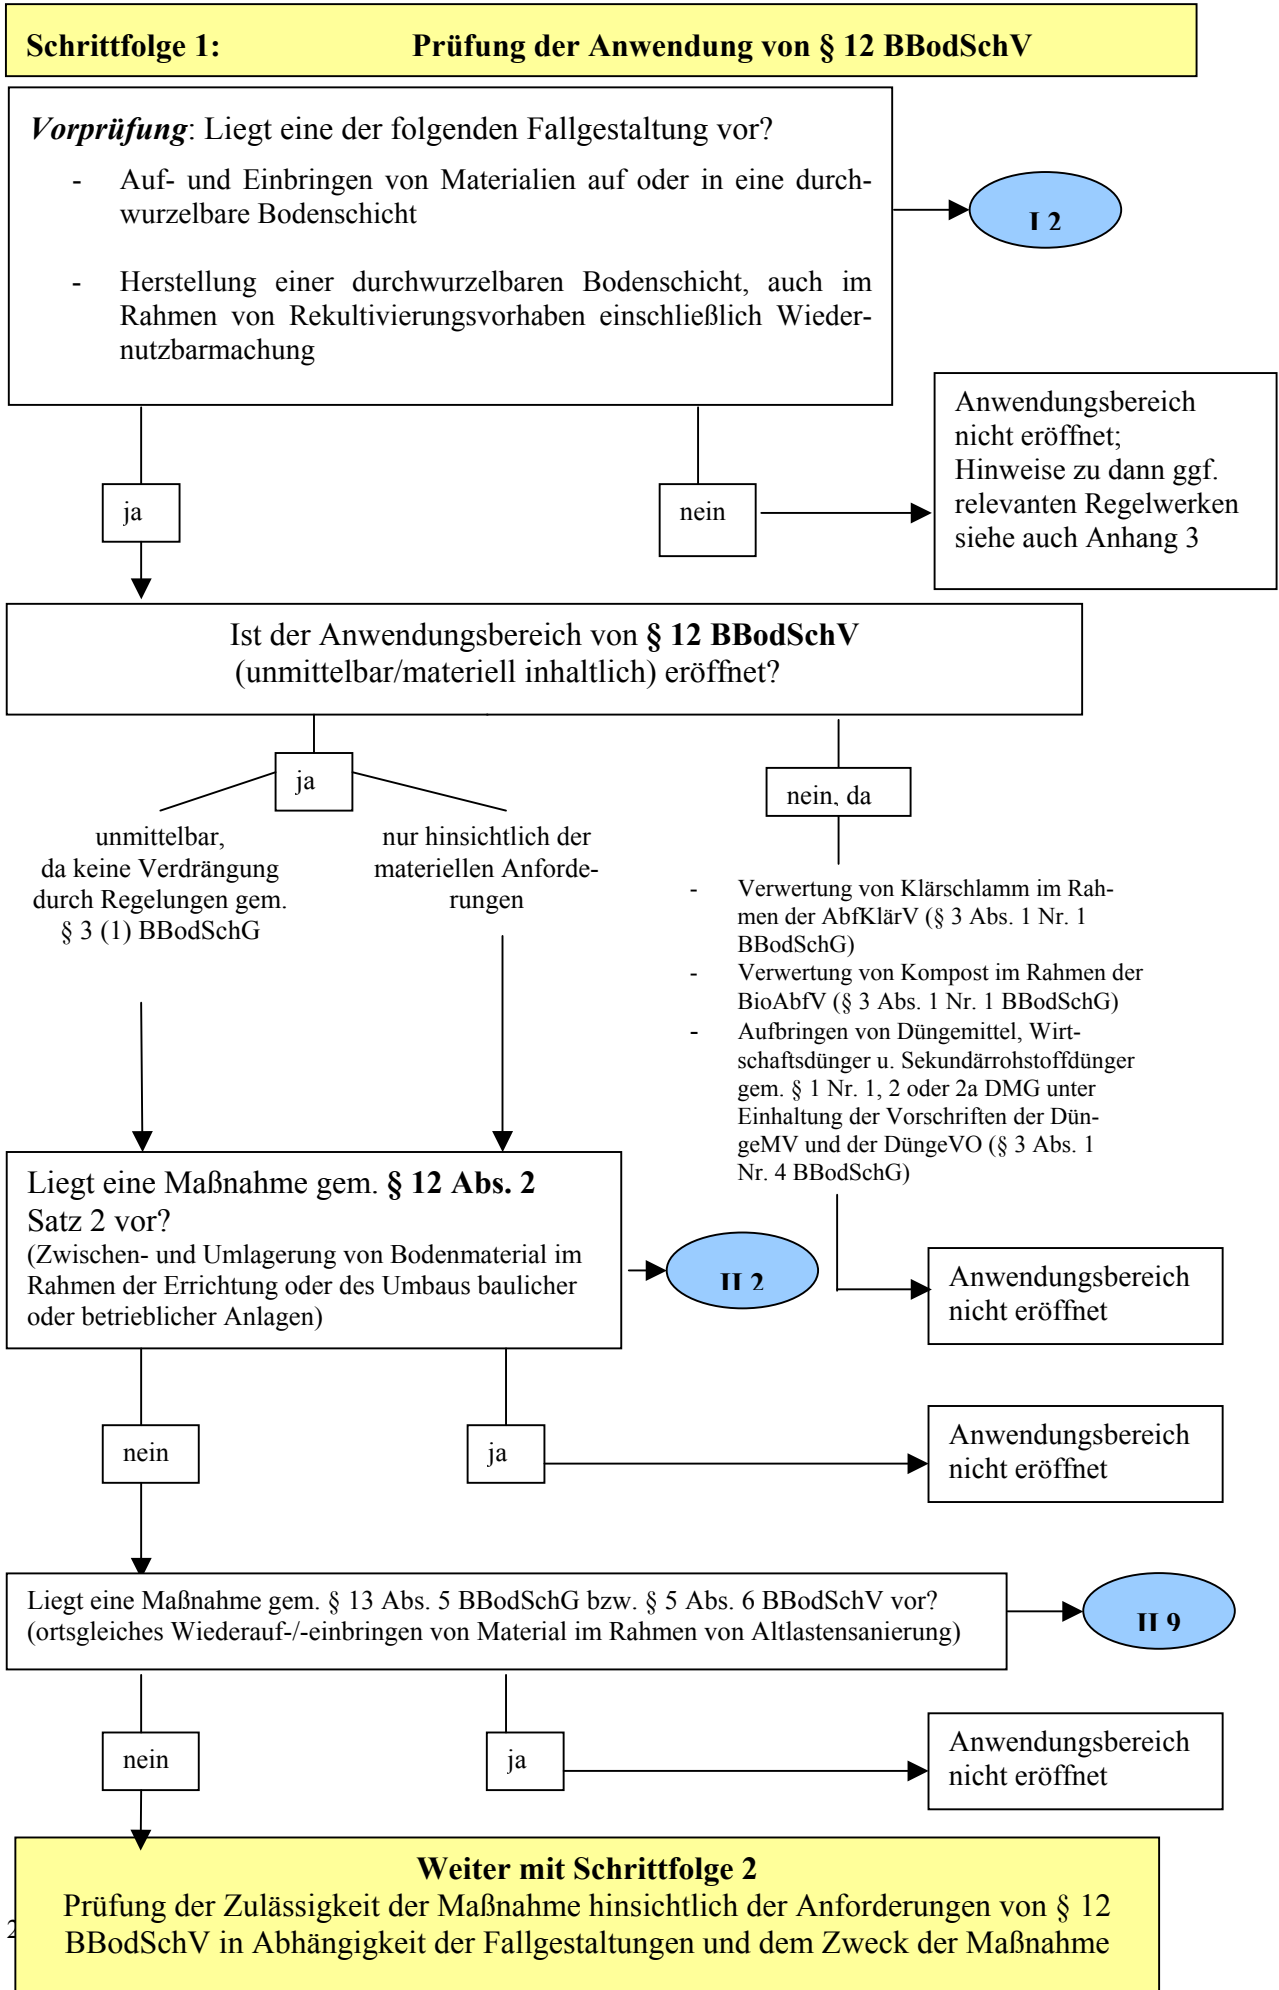 Schrittfolge 1: Prüfung der Anwendung von § 12 BBodSchV
Vorprüfung: Liegt eine der folgenden Fallgestaltung vor?
- Auf- und Einbringen von Materialien auf oder in eine durch-
wurzelbare Bodenschicht
- Herstellung einer durchwurzelbaren Bodenschicht, auch im
Rahmen von Rekultivierungsvorhaben einschließlich Wieder-
nutzbarmachung
I 2
Anwendungsbereich
nicht eröffnet;
Hinweise zu dann ggf.
relevanten Regelwerken
siehe auch Anhang 3
ja
nein
Ist der Anwendungsbereich von § 12 BBodSchV
(unmittelbar/materiell inhaltlich) eröffnet?
ja
nein, da
unmittelbar,
da keine Verdrängung
durch Regelungen gem.
§ 3 (1) BBodSchG
nur hinsichtlich der
materiellen Anforde-
rungen
- Verwertung von Klärschlamm im Rah-
men der AbfKlärV (§ 3 Abs. 1 Nr. 1
BBodSchG)
- Verwertung von Kompost im Rahmen der
BioAbfV (§ 3 Abs. 1 Nr. 1 BBodSchG)
- Aufbringen von Düngemittel, Wirt-
schaftsdünger u. Sekundärrohstoffdünger
gem. § 1 Nr. 1, 2 oder 2a DMG unter
Einhaltung der Vorschriften der Dün-
geMV und der DüngeVO (§ 3 Abs. 1
Nr. 4 BBodSchG)
Liegt eine Maßnahme gem. § 12 Abs. 2
Satz 2 vor?
(Zwischen- und Umlagerung von Bodenmaterial im
Rahmen der Errichtung oder des Umbaus baulicher
oder betrieblicher Anlagen)
II 2
Anwendungsbereich
nicht eröffnet
nein
ja
Anwendungsbereich
nicht eröffnet
Liegt eine Maßnahme gem. § 13 Abs. 5 BBodSchG bzw. § 5 Abs. 6 BBodSchV vor?
(ortsgleiches Wiederauf-/-einbringen von Material im Rahmen von Altlastensanierung)
II 9
nein
ja
Anwendungsbereich
nicht eröffnet
Weiter mit Schrittfolge 2
Prüfung der Zulässigkeit der Maßnahme hinsichtlich der Anforderungen von § 12
BBodSchV in Abhängigkeit der Fallgestaltungen und dem Zweck der Maßnahme